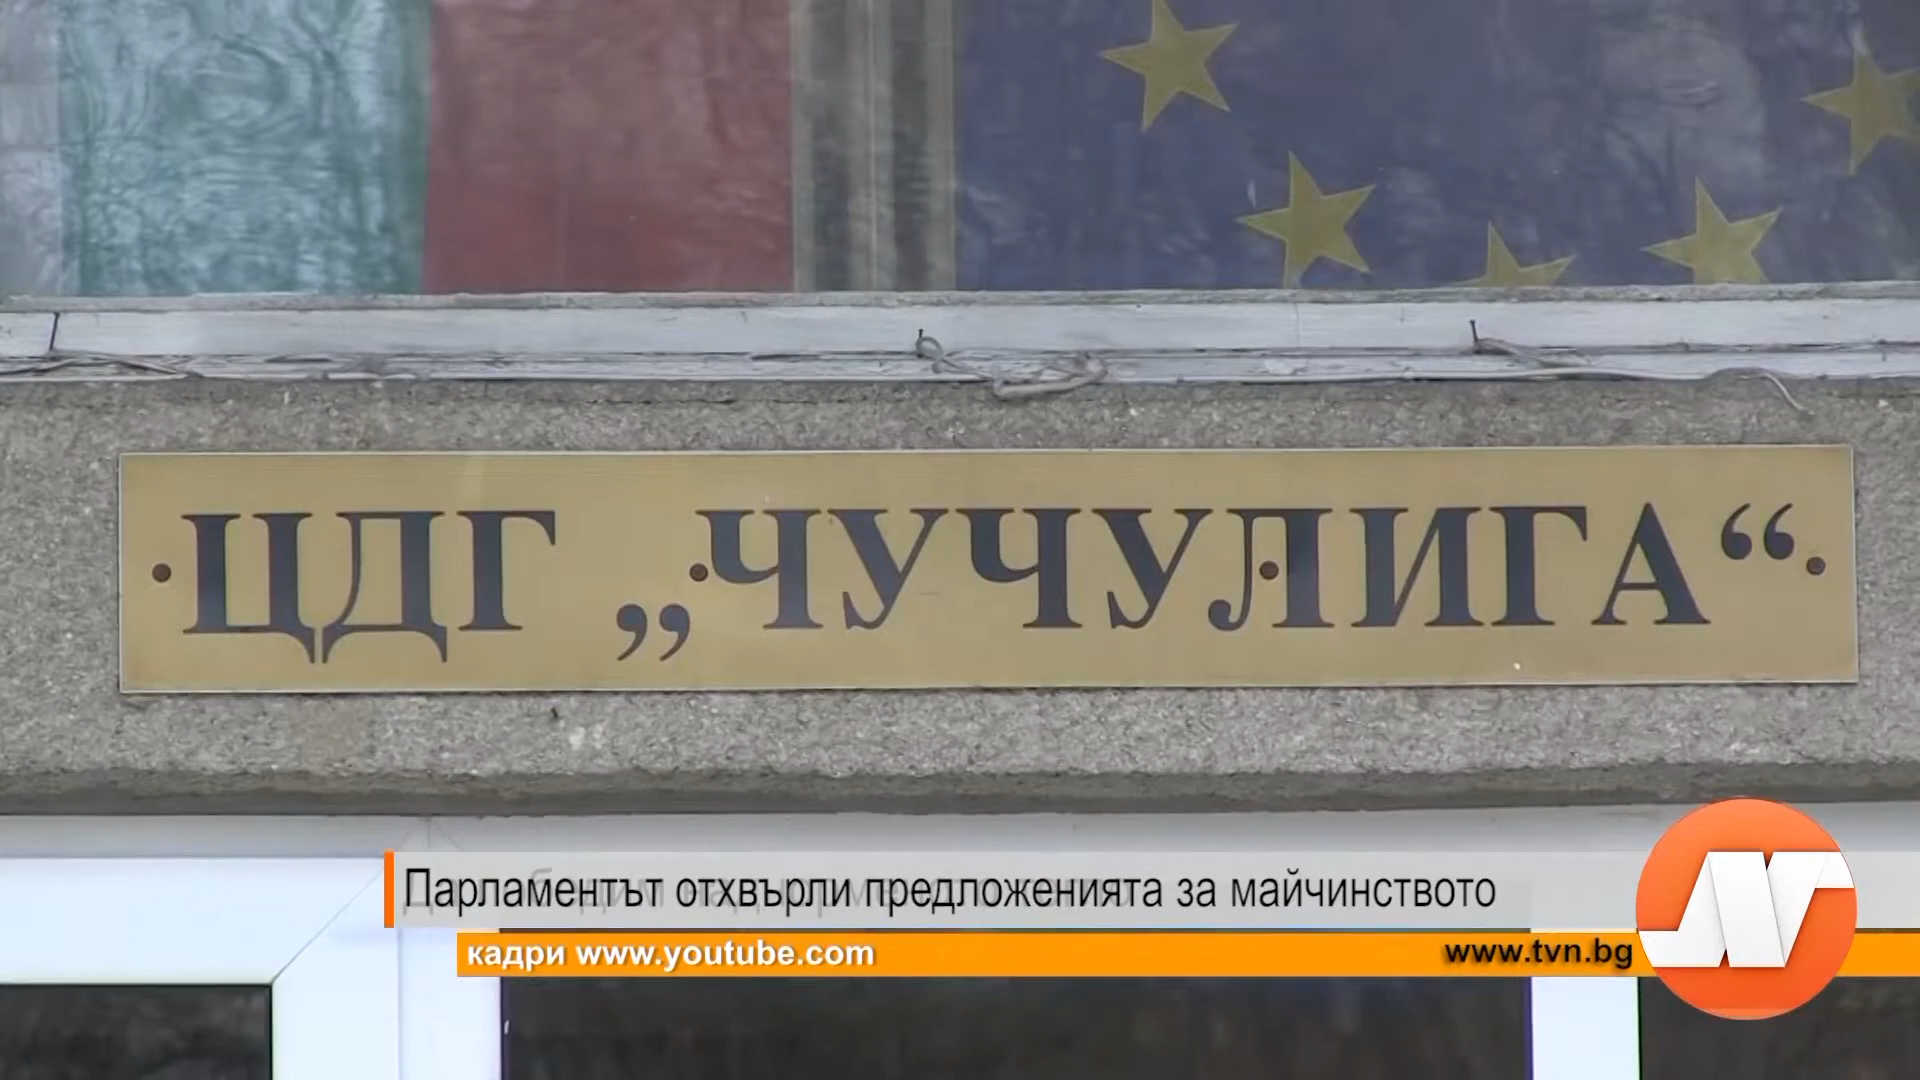 ЦДГ „ЧУЧУЛИГА“
Парламентът отхвърли предложенията за майчинството
кадри www.youtube.com
www.tvn.bg